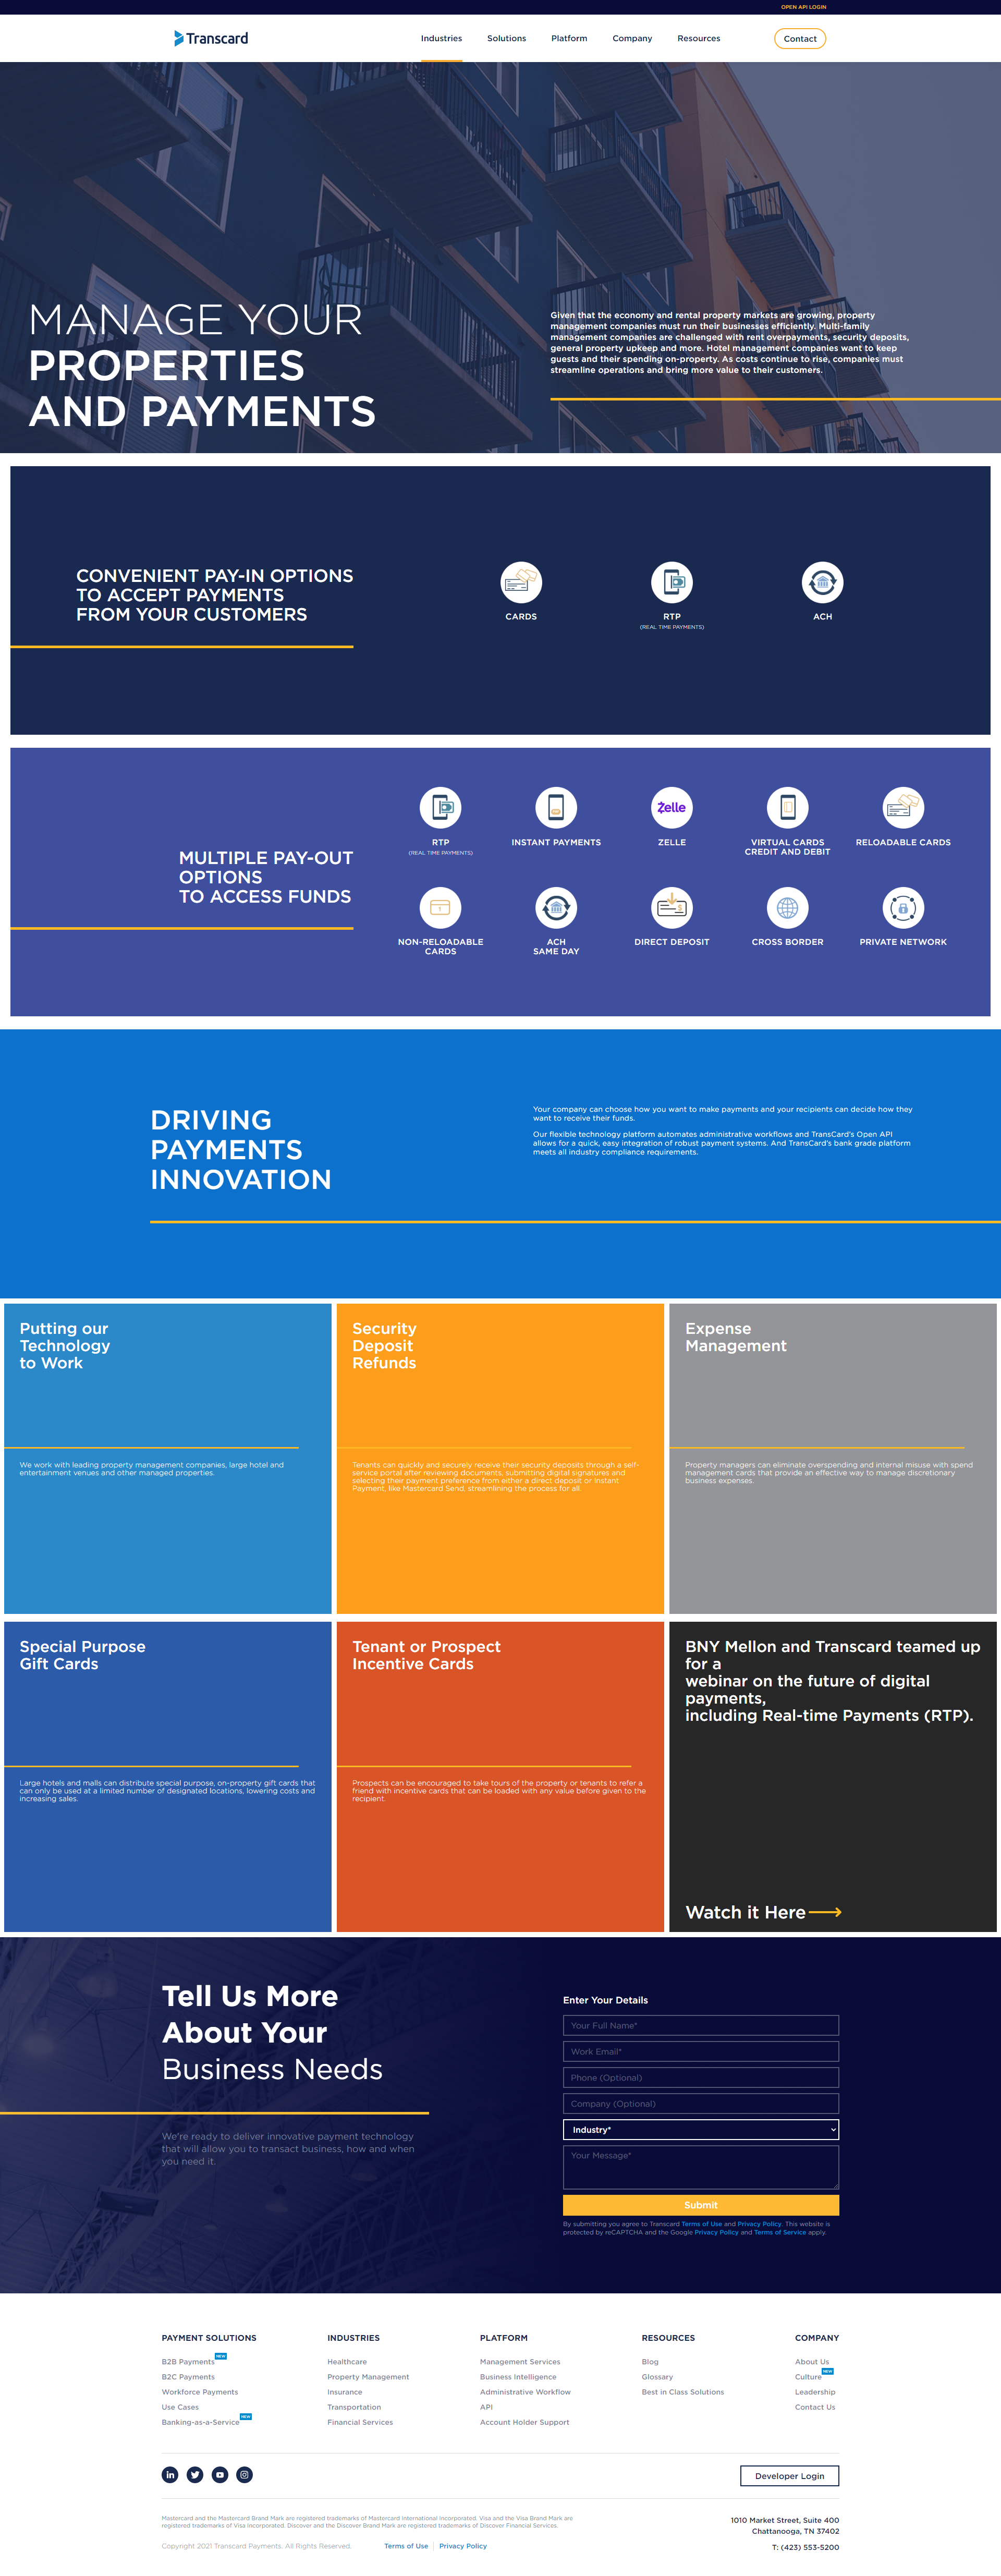 OPEN API LOGIN
Transcard
Industries
Solutions
Platform
Company
Resources
Contact
MANAGE YOUR
PROPERTIES
AND PAYMENTS
Given that the economy and rental property markets are growing, property
management companies must run their businesses efficiently. Multi-family
management companies are challenged with rent overpayments, security deposits,
general property upkeep and more. Hotel management companies want to keep
guests and their spending on-property. As costs continue to rise, companies must
streamline operations and bring more value to their customers.
CONVENIENT PAY-IN OPTIONS
TO ACCEPT PAYMENTS
FROM YOUR CUSTOMERS
CARDS
RTP
(REAL TIME PAYMENTS)
ACH
MULTIPLE PAY-OUT
OPTIONS
TO ACCESS FUNDS
RTP
(REAL TIME PAYMENTS)
INSTANT PAYMENTS
Zelle
ZELLE
VIRTUAL CARDS
CREDIT AND DEBIT
RELOADABLE CARDS
NON-RELOADABLE
CARDS
ACH
SAME DAY
DIRECT DEPOSIT
CROSS BORDER
PRIVATE NETWORK
DRIVING
PAYMENTS
INNOVATION
Your company can choose how you want to make payments and your recipients can decide how they
want to receive their funds.
Our flexible technology platform automates administrative workflows and TransCard's Open API
allows for a quick, easy integration of robust payment systems. And TransCard's bank grade platform
meets all industry compliance requirements.
Putting our
Technology
to Work
We work with leading property management companies, large hotel and
entertainment venues and other managed properties.
Security
Deposit
Refunds
Tenants can quickly and securely receive their security deposits through a self-
service portal after reviewing documents, submitting digital signatures and
selecting their payment preference from either a direct deposit or Instant
Payment, like Mastercard Send, streamlining the process for all.
Expense
Management
Property managers can eliminate overspending and internal misuse with spend
management cards that provide an effective way to manage discretionary
business expenses.
Special Purpose
Gift Cards
Large hotels and malls can distribute special purpose, on-property gift cards that
can only be used at a limited number of designated locations, lowering costs and
increasing sales.
Tenant or Prospect
Incentive Cards
Prospects can be encouraged to take tours of the property or tenants to refer a
friend with incentive cards that can be loaded with any value before given to the
recipient.
BNY Mellon and Transcard teamed up
for a
webinar on the future of digital
payments,
including Real-time Payments (RTP).
Watch it Here
Tell Us More
About Your
Business Needs
We're ready to deliver innovative payment technology
that will allow you to transact business, how and when
you need it.
Enter Your Details
Your Full Name*
Work Email*
Phone (Optional)
Company (Optional)
Industry*
Your Message*
Submit
By submitting you agree to Transcard Terms of Use and Privacy Policy. This website is
protected by reCAPTCHA and the Google Privacy Policy and Terms of Service apply.
PAYMENT SOLUTIONS
B2B Payments NEW
B2C Payments
Workforce Payments
Use Cases
Banking-as-a-Service NEW
INDUSTRIES
Healthcare
Property Management
Insurance
Transportation
Financial Services
PLATFORM
Management Services
Business Intelligence
Administrative Workflow
API
Account Holder Support
RESOURCES
Blog
Glossary
Best in Class Solutions
COMPANY
About Us
Culture NEW
Leadership
Contact Us
Developer Login
Mastercard and the Mastercard Brand Mark are registered trademarks of Mastercard International Incorporated. Visa and the Visa Brand Mark are
registered trademarks of Visa Incorporated. Discover and the Discover Brand Mark are registered trademarks of Discover Financial Services.
Copyright 2021 Transcard Payments. All Rights Reserved.
Terms of Use | Privacy Policy
1010 Market Street, Suite 400
Chattanooga, TN 37402
T: (423) 553-5200